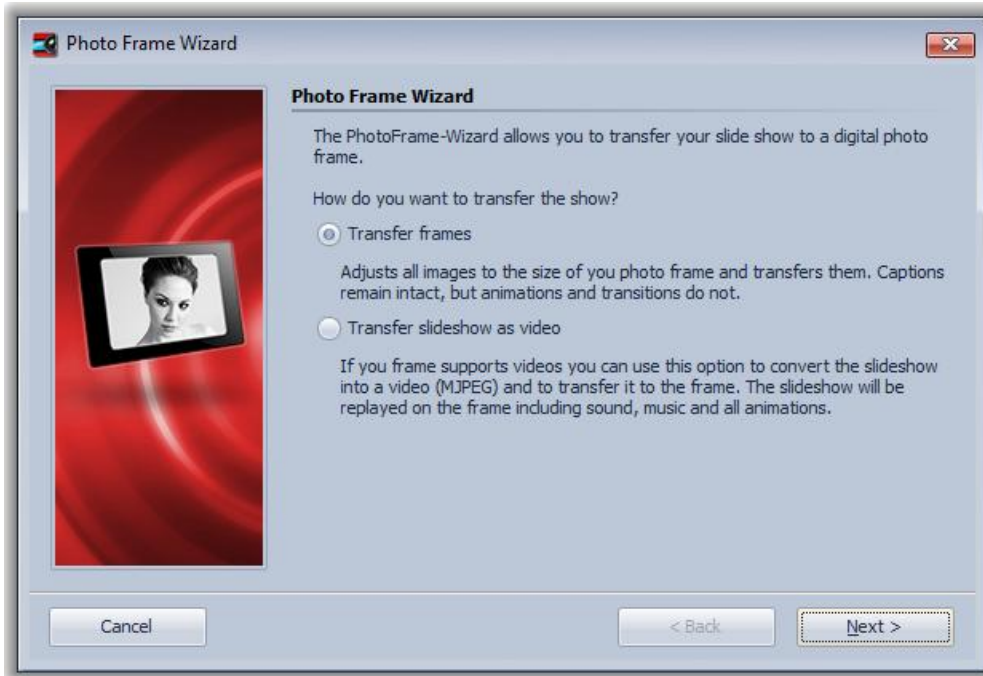 Photo Frame Wizard
Photo Frame Wizard
The PhotoFrame-Wizard allows you to transfer your slide show to a digital photo
frame.
How do you want to transfer the show?
Transfer frames
Adjusts all images to the size of you photo frame and transfers them. Captions
remain intact, but animations and transitions do not.
Transfer slideshow as video
If you frame supports videos you can use this option to convert the slideshow
into a video (MJPEG) and to transfer it to the frame. The slideshow will be
replayed on the frame including sound, music and all animations.
Cancel
< Back
Next >